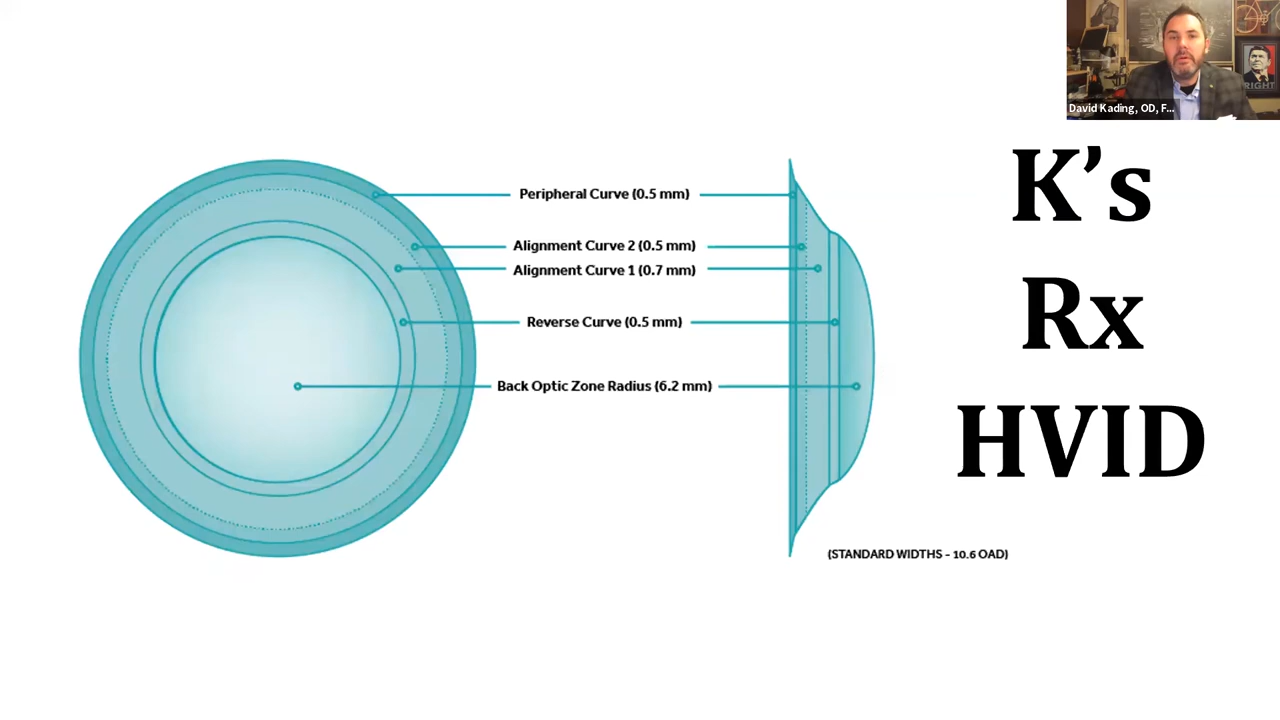 David Kading, OD, F...
RIGHT
K's
Rx
HVID
Peripheral Curve (0.5 mm)
Alignment Curve 2 (0.5 mm)
Alignment Curve 1 (0.7 mm)
Reverse Curve (0.5 mm)
Back Optic Zone Radius (6.2 mm)
(STANDARD WIDTHS - 10.6 OAD)